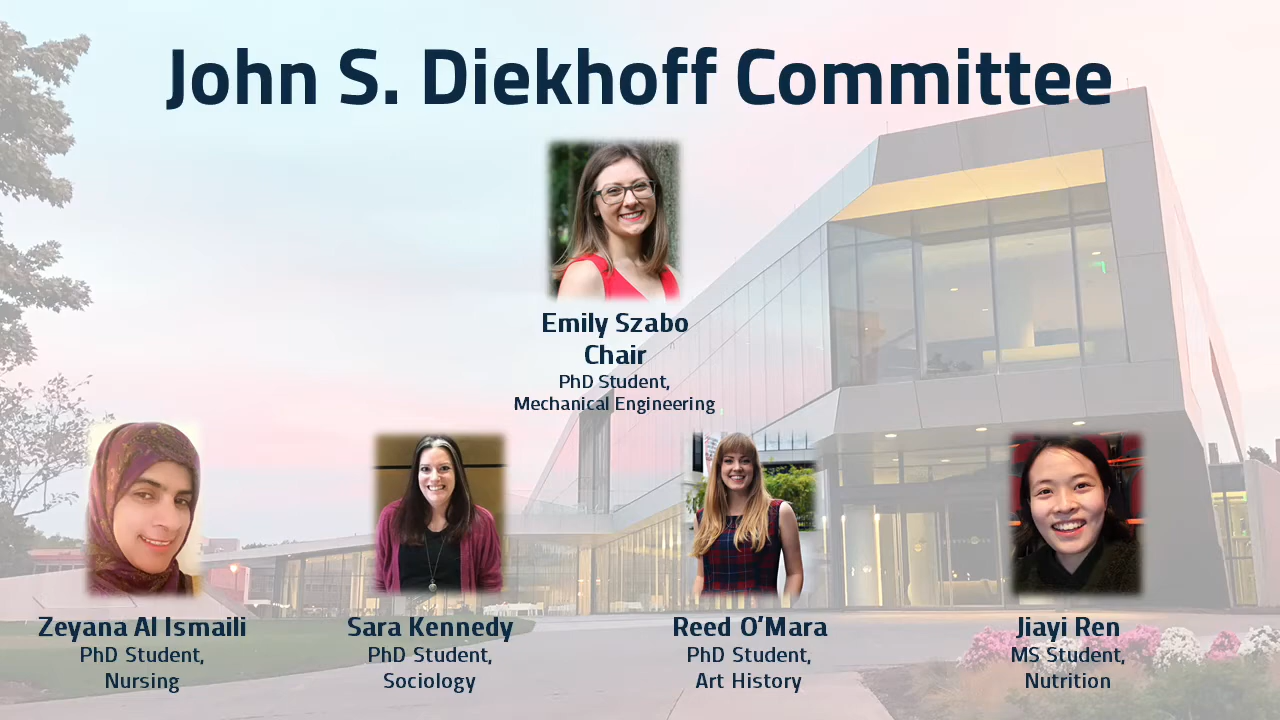 John S. Diekhoff Committee
Emily Szabo
Chair
PhD Student,
Mechanical Engineering
Zeyana Al Ismaili
PhD Student,
Nursing
Sara Kennedy
PhD Student,
Sociology
Reed O'Mara
PhD Student,
Art History
Jiayi Ren
MS Student,
Nutrition